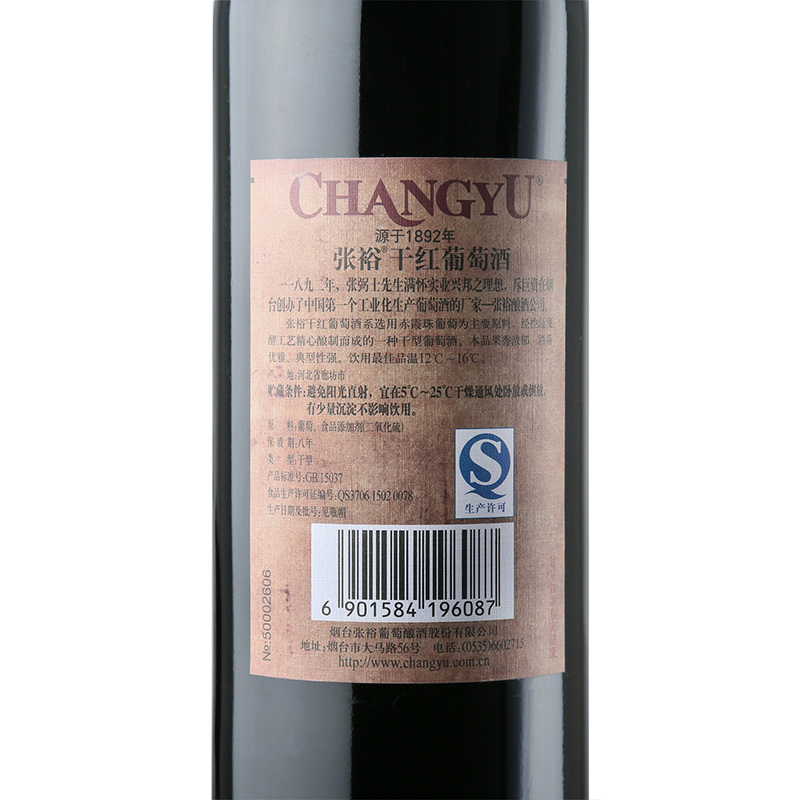 CHANGYU®
源于1892年
张裕®干红葡萄酒
一八九二年，张弼士先生满怀实业兴邦之理想，斥巨资在烟
台创办了中国第一个工业化生产葡萄酒的厂家—张裕酿酒公司。
张裕干红葡萄酒系选用赤霞珠葡萄为主要原料，经控温发
酵工艺精心酿制而成的一种干型葡萄酒。本品果香浓郁，酒香
优雅，典型性强。饮用最佳品温12℃～16℃。
产 地:河北省廊坊市
贮藏条件:避免阳光直射，宜在5℃～25℃干燥通风处卧放或倒放，
有少量沉淀不影响饮用。
原 料:葡萄，食品添加剂(二氧化硫)
保 质 期:八年
类 型:干型
产品标准号:GB 15037
食品生产许可证编号:QS3706 1502 0078
生产日期及批号:见瓶帽
QS
生产许可
6 901584 196087
烟台张裕葡萄酿酒股份有限公司
地址:烟台市大马路56号 电话:(0535)6602715
http://www.changyu.com.cn
№:50002606